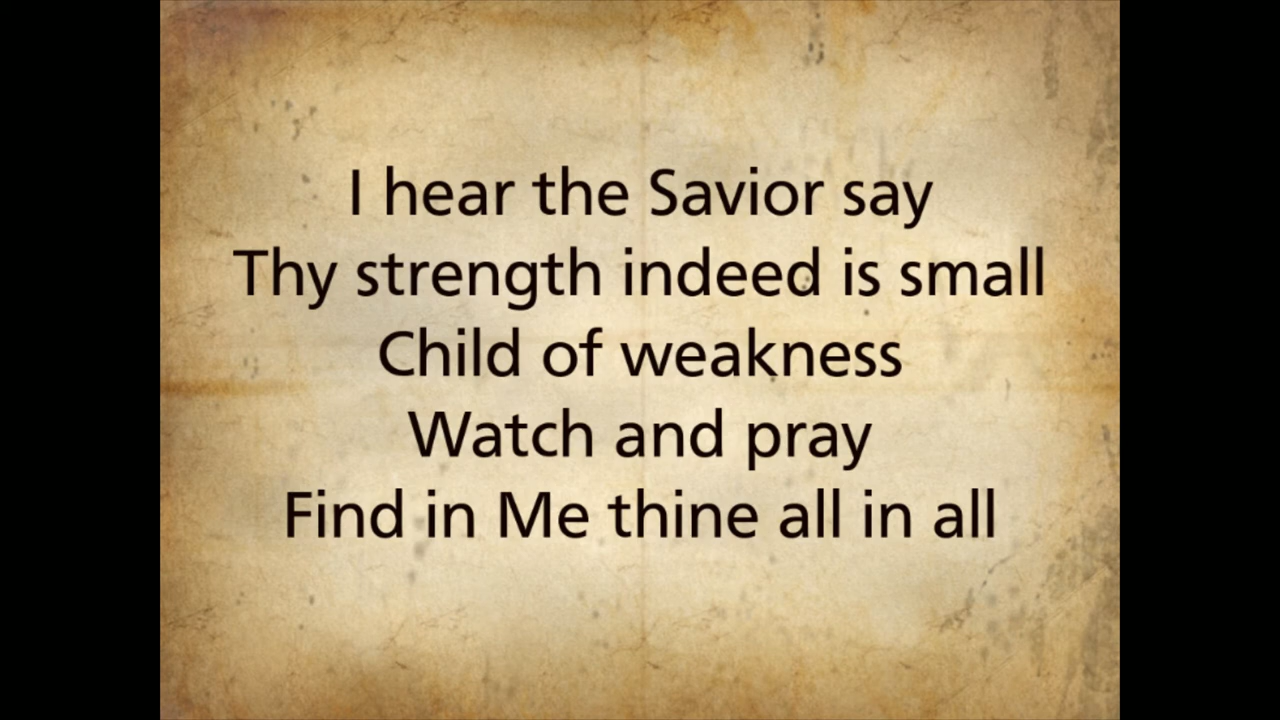 I hear the Savior say
Thy strength indeed is small
Child of weakness
Watch and pray
Find in Me thine all in all